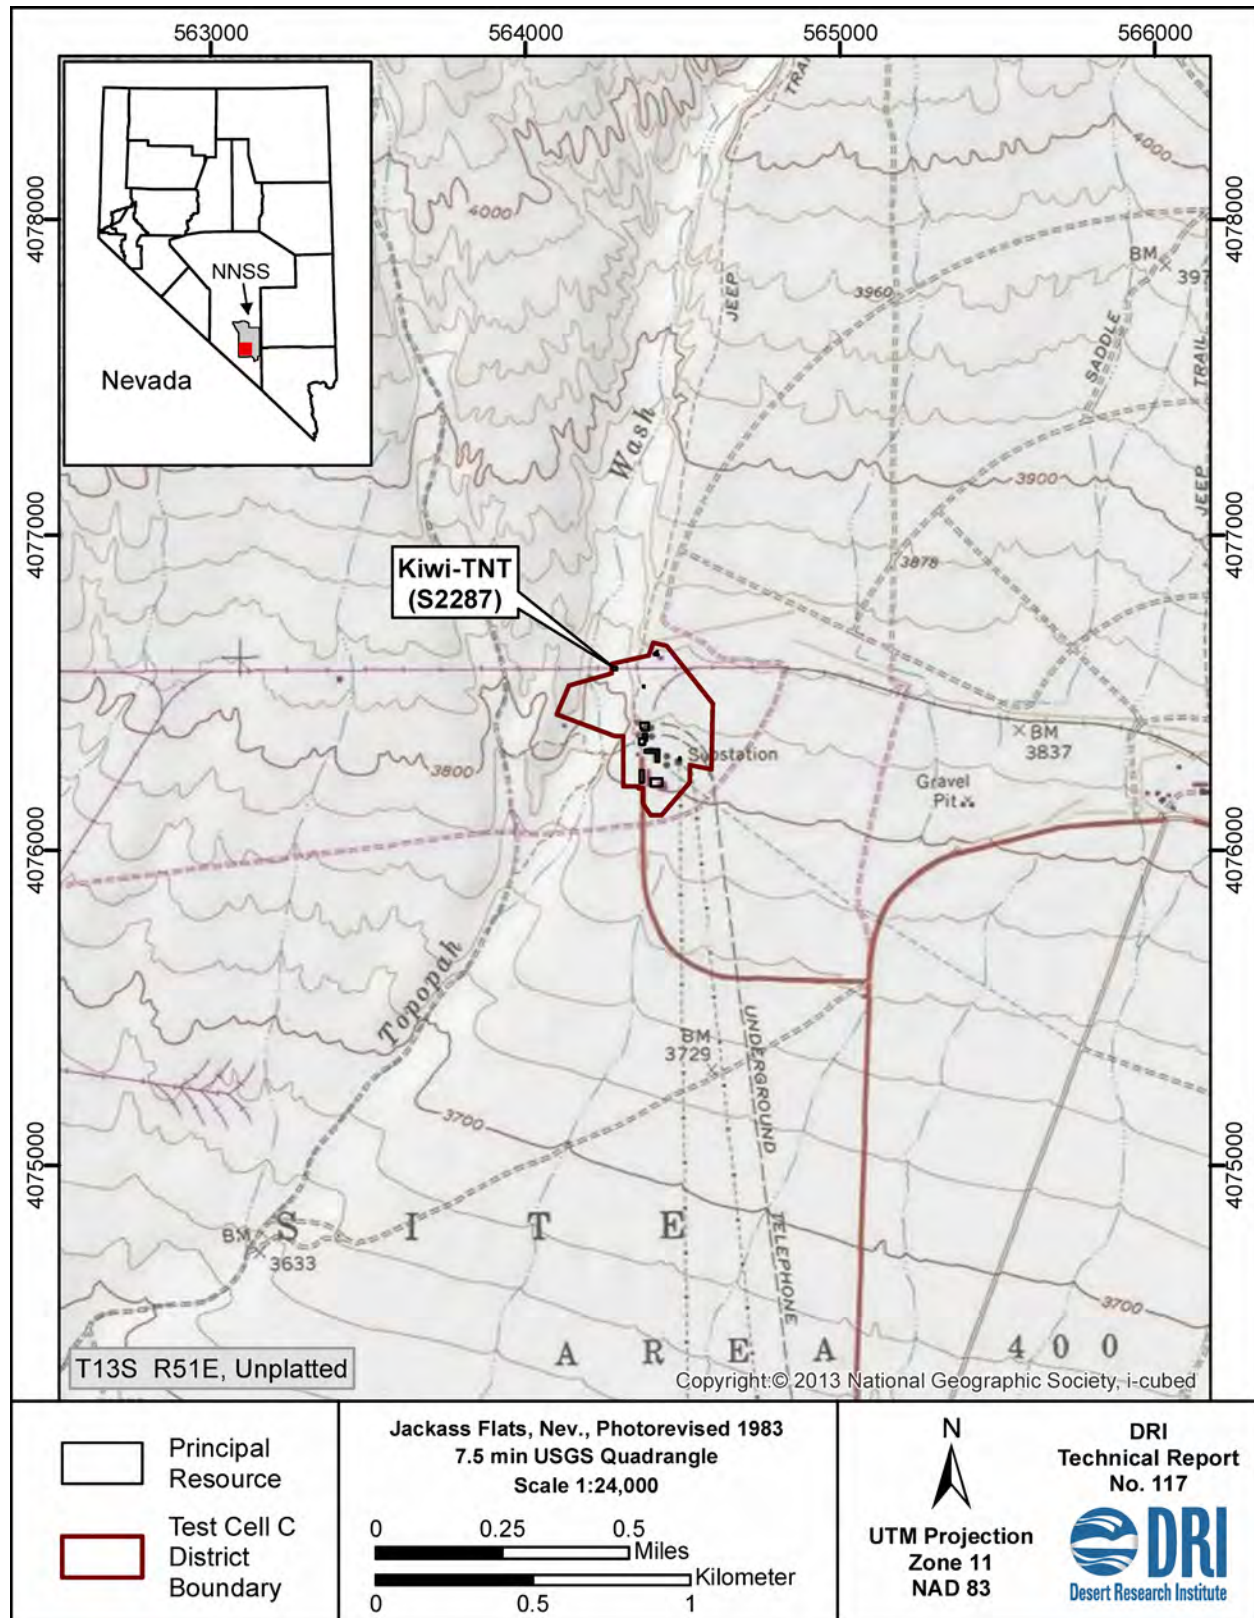 563000
564000
565000
566000
4078000
4077000
4076000
4075000
4078000
4077000
4076000
4075000
NNSS
Nevada
TRAI
4000
4000
JEEP
BM
397
3960
SADDLE
TRAIL
JEEP
Wash
3900
3878
Kiwi-TNT
(S2287)
BM
3837
Substation
3800
Gravel
Pit
Topopah
BM
3729
UNDERGROUND
3700
TELEPHONE
S I T E
BM
3633
3700
A R E A 4 0 0
T13S R51E, Unplatted
Copyright:© 2013 National Geographic Society, i-cubed
Principal
Resource
Test Cell C
District
Boundary
Jackass Flats, Nev., Photorevised 1983
7.5 min USGS Quadrangle
Scale 1:24,000
0 0.25 0.5
Miles
Kilometer
0 0.5 1
N
UTM Projection
Zone 11
NAD 83
DRI
Technical Report
No. 117
DRI
Desert Research Institute